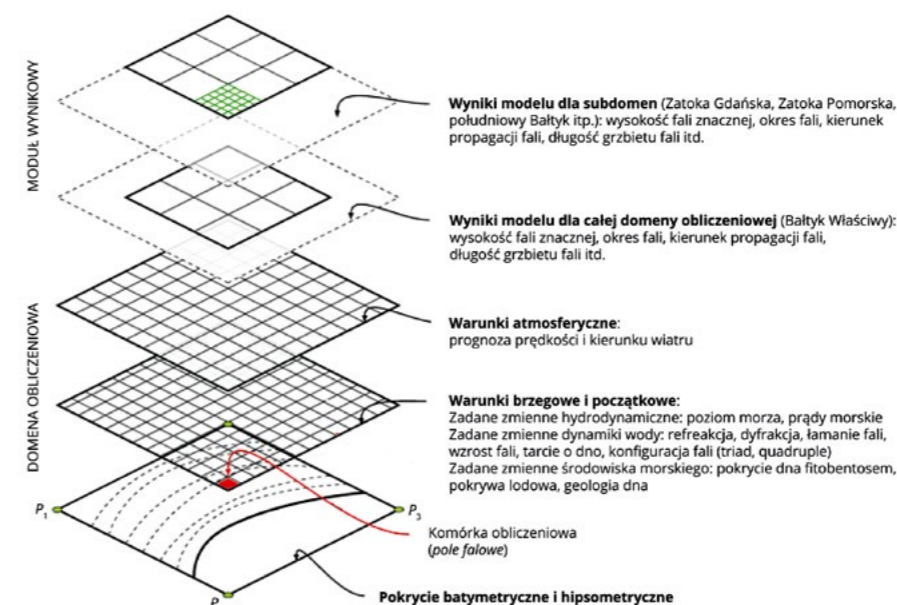 MODUŁ WYNIKOWY
Wyniki modelu dla subdomen (Zatoka Gdańska, Zatoka Pomorska,
południowy Bałtyk itp.): wysokość fali znacznej, okres fali, kierunek
propagacji fali, długość grzbietu fali itd.
Wyniki modelu dla całej domeny obliczeniowej (Bałtyk Właściwy):
wysokość fali znacznej, okres fali, kierunek propagacji fali,
długość grzbietu fali itd.
DOMENA OBLICZENIOWA
Warunki atmosferyczne:
prognoza prędkości i kierunku wiatru
Warunki brzegowe i początkowe:
Zadane zmienne hydrodynamiczne: poziom morza, prądy morskie
Zadane zmienne dynamiki wody: refreakcja, dyfrakcja, łamanie fali,
wzrost fali, tarcie o dno, konfiguracja fali (triad, quadruple)
Zadane zmienne środowiska morskiego: pokrycie dna fitobentosem,
pokrywa lodowa, geologia dna
P1
P3
Komórka obliczeniowa
(pole falowe)
P
Pokrycie batymetryczne i hipsometryczne